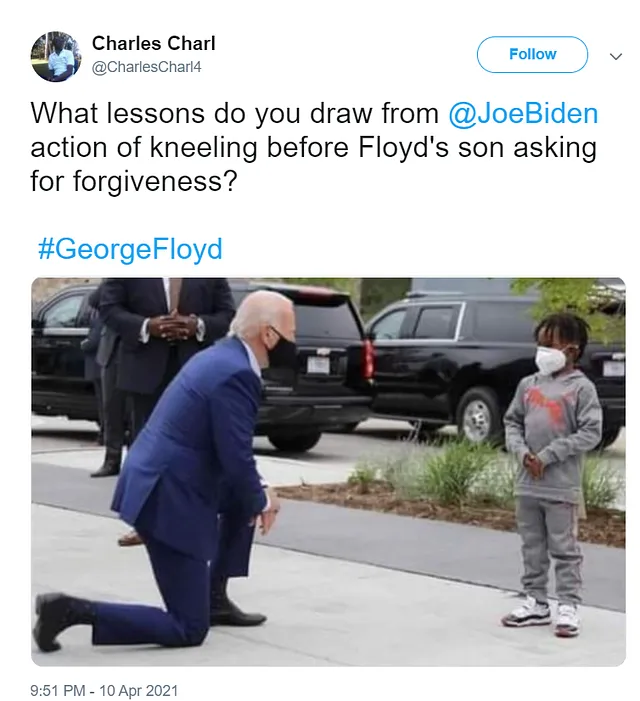 Charles Charl
@CharlesCharl4
Follow
What lessons do you draw from @JoeBiden
action of kneeling before Floyd's son asking
for forgiveness?
#GeorgeFloyd
9:51 PM - 10 Apr 2021